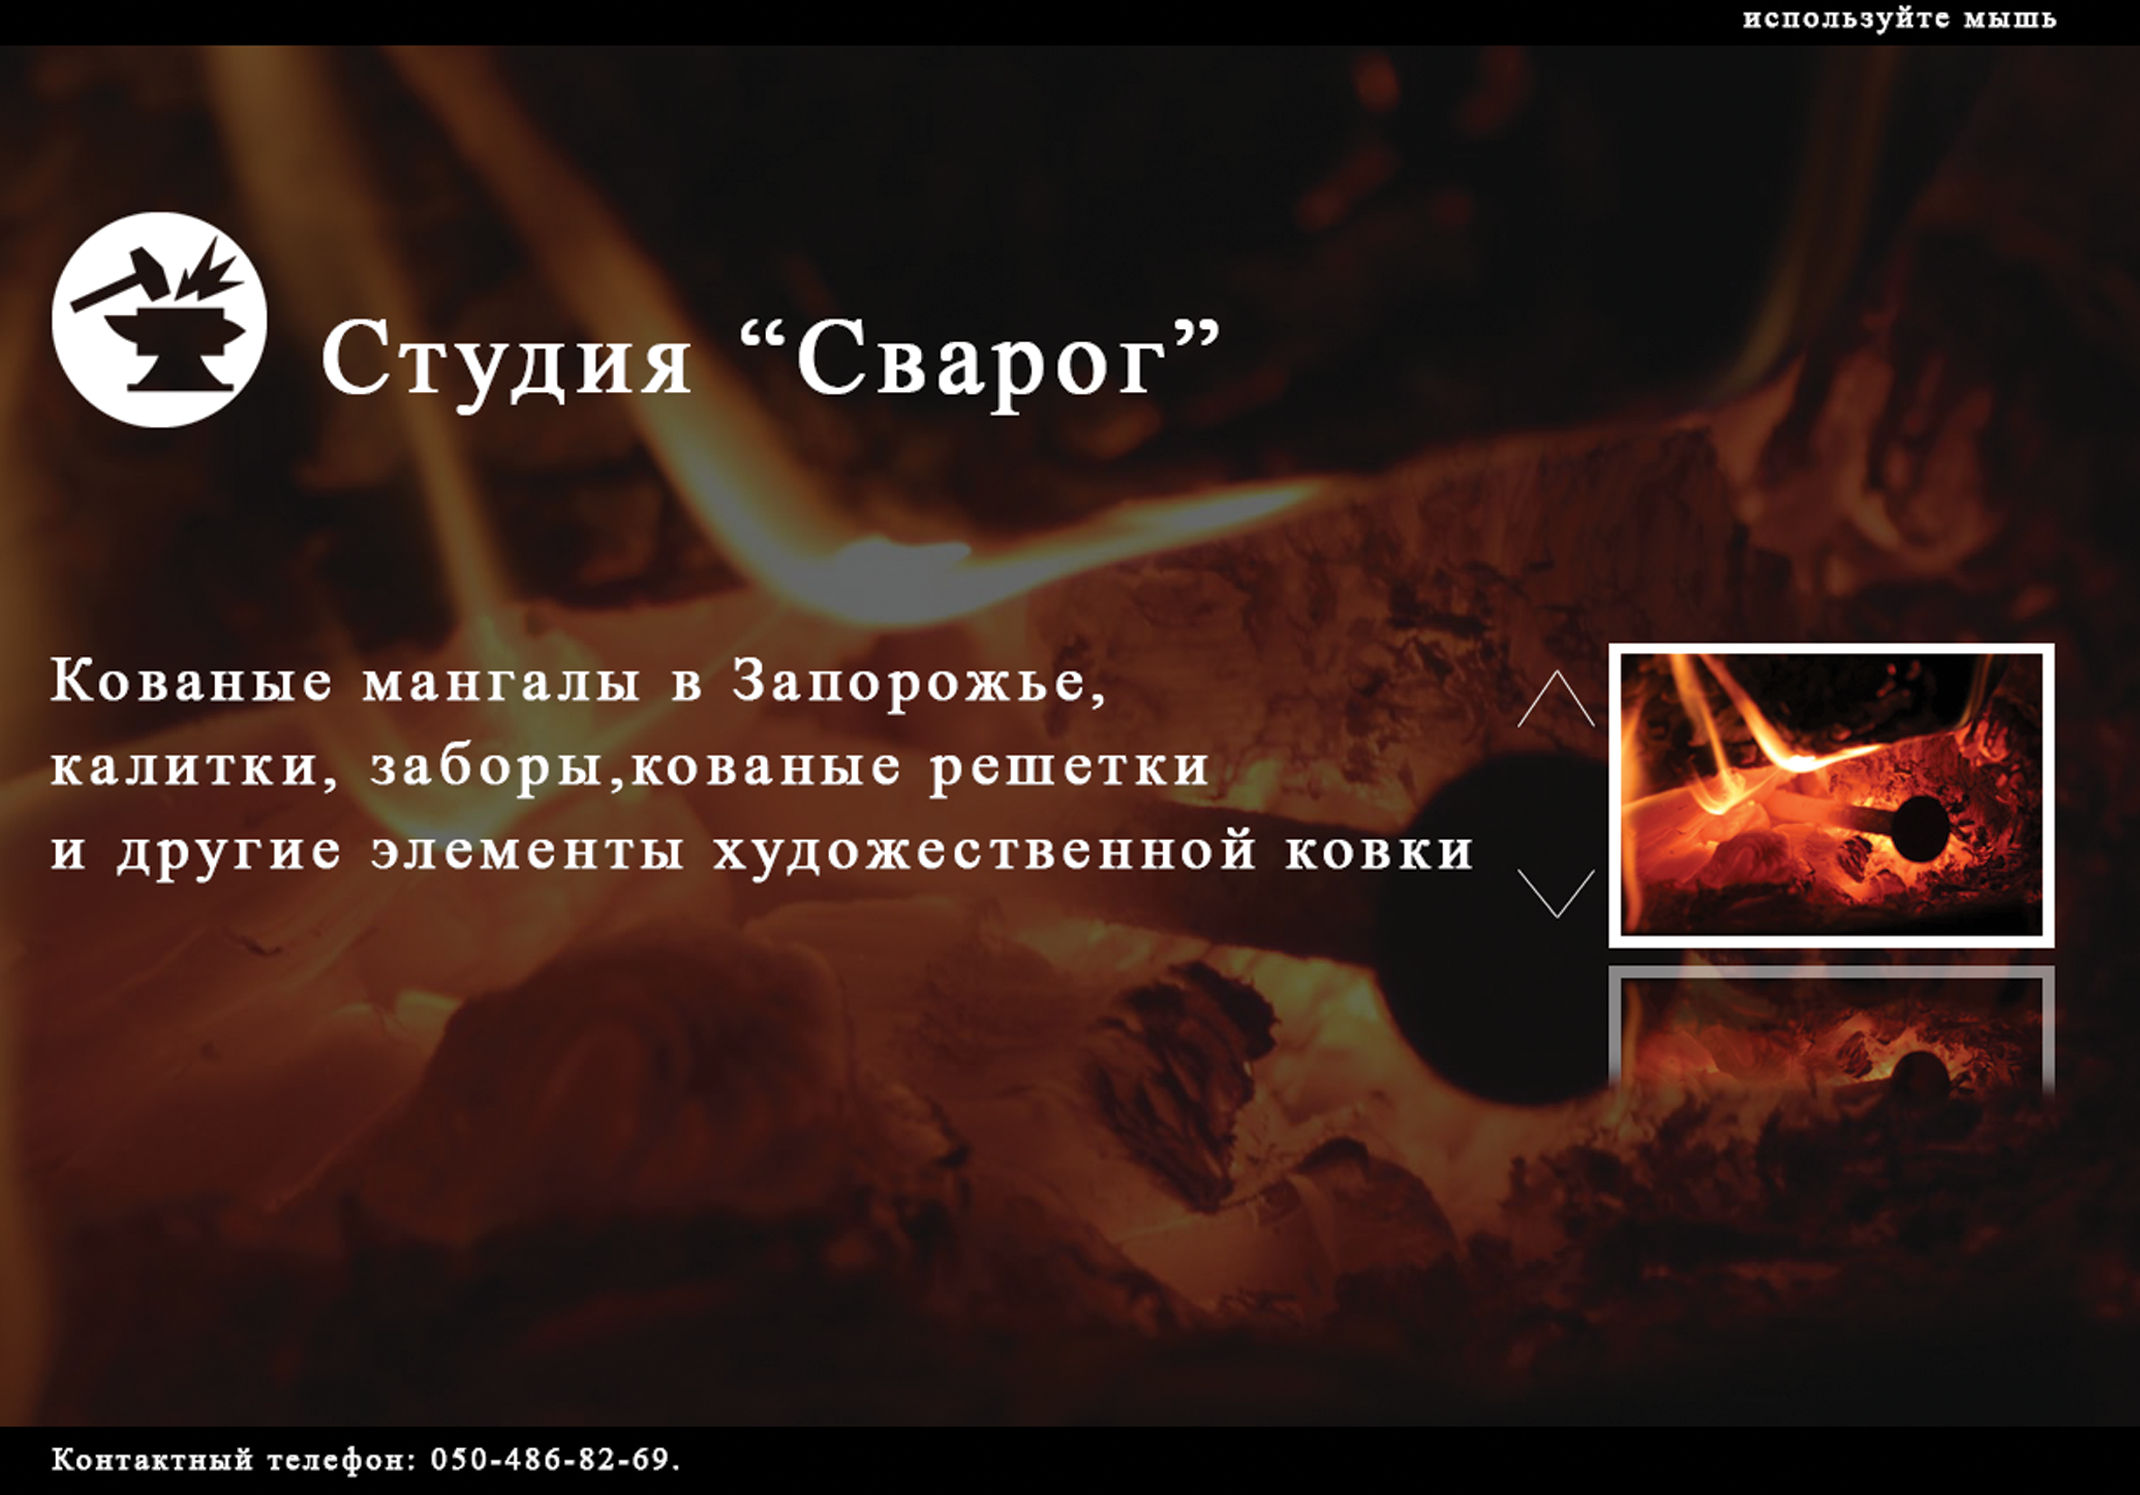 используйте мышь
Студия “Сварог”
Кованые мангалы в Запорожье,
калитки, заборы,кованые решетки
и другие элементы художественной ковки
Контактный телефон: 050-486-82-69.